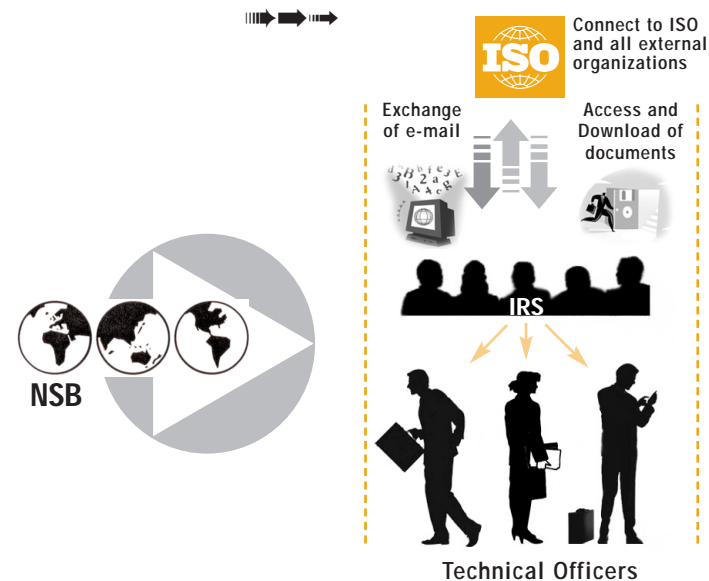 ISO
Connect to ISO
and all external
organizations
Exchange
of e-mail
Access and
Download of
documents
IRS
NSB
Technical Officers